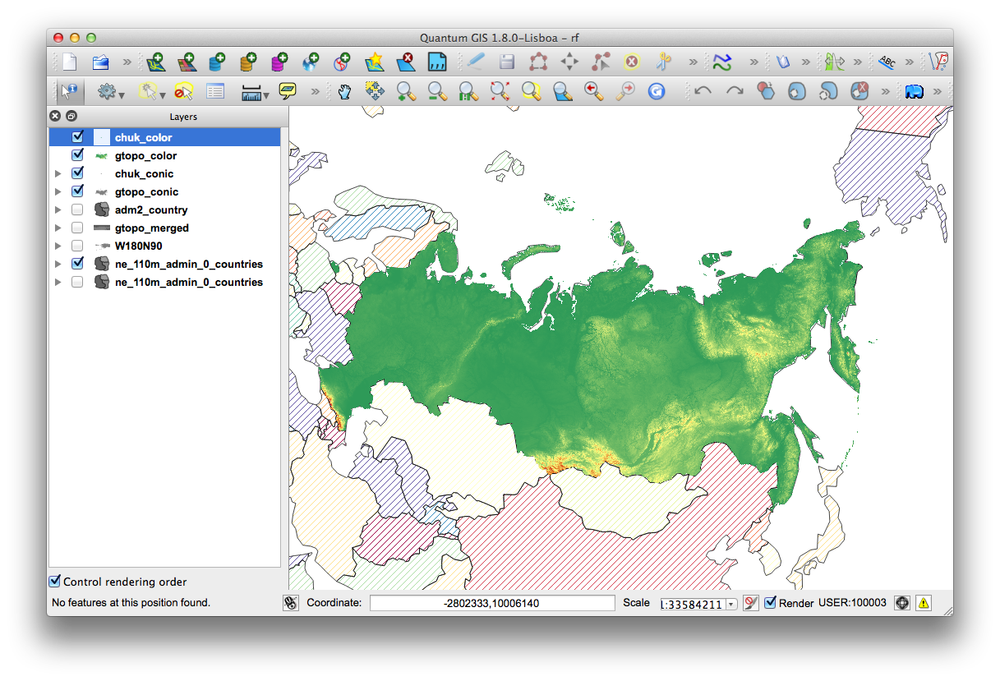 Quantum GIS 1.8.0-Lisboa - rf
ABC
Layers
chuk_color
gtopo_color
chuk_conic
gtopo_conic
adm2_country
gtopo_merged
W180N90
ne_110m_admin_0_countries
ne_110m_admin_0_countries
Control rendering order
No features at this position found.
Coordinate: -2802333,10006140 Scale 1:33584211 Render USER:100003